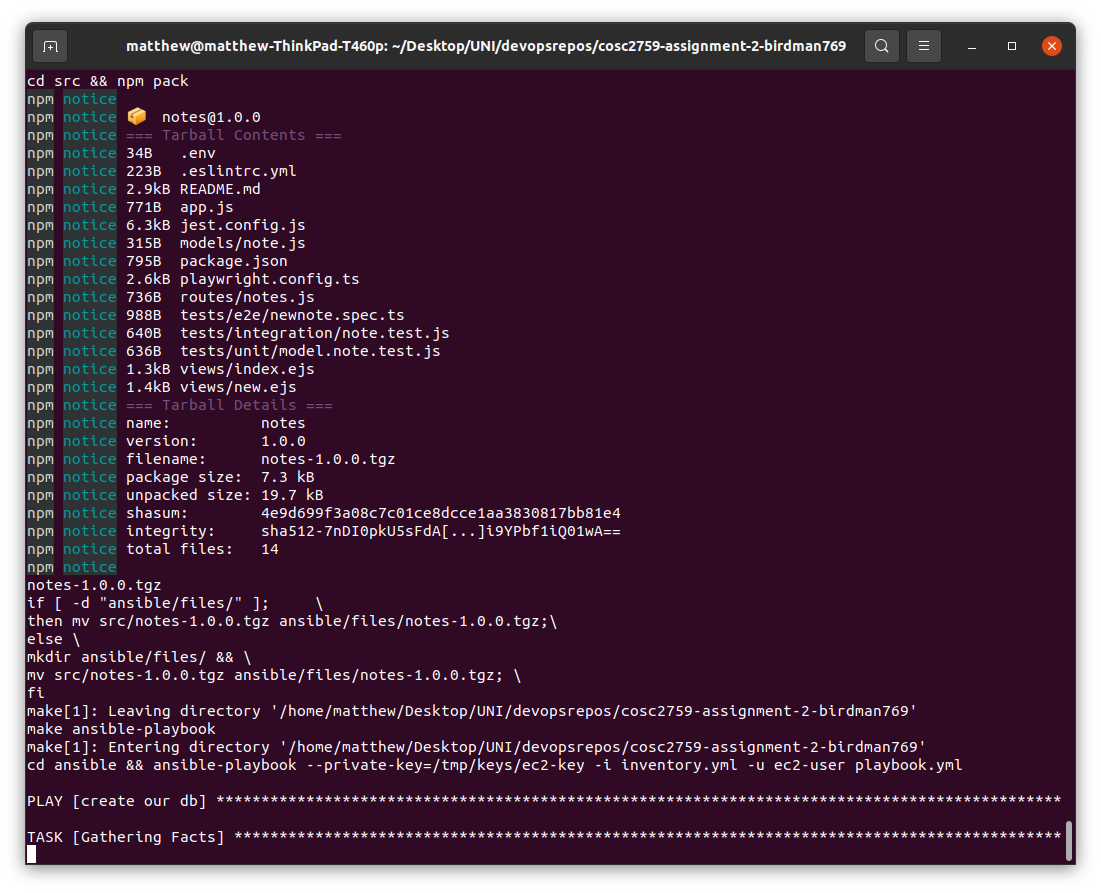 matthew@matthew-ThinkPad-T460p: ~/Desktop/UNI/devopsrepos/cosc2759-assignment-2-birdman769
cd src && npm pack
npm notice
npm notice 📦  notes@1.0.0
npm notice === Tarball Contents ===
npm notice 34B   .env
npm notice 223B  .eslintrc.yml
npm notice 2.9kB README.md
npm notice 771B  app.js
npm notice 6.3kB jest.config.js
npm notice 315B  models/note.js
npm notice 795B  package.json
npm notice 2.6kB playwright.config.ts
npm notice 736B  routes/notes.js
npm notice 988B  tests/e2e/newnote.spec.ts
npm notice 640B  tests/integration/note.test.js
npm notice 636B  tests/unit/model.note.test.js
npm notice 1.3kB views/index.ejs
npm notice 1.4kB views/new.ejs
npm notice === Tarball Details ===
npm notice name:          notes
npm notice version:       1.0.0
npm notice filename:      notes-1.0.0.tgz
npm notice package size:  7.3 kB
npm notice unpacked size: 19.7 kB
npm notice shasum:        4e9d699f3a08c7c01ce8dcce1aa3830817bb81e4
npm notice integrity:     sha512-7nDI0pkU5sFdA[...]i9YPbf1iQ01wA==
npm notice total files:   14
npm notice
notes-1.0.0.tgz
if [ -d "ansible/files/" ];     \
then mv src/notes-1.0.0.tgz ansible/files/notes-1.0.0.tgz;\
else \
mkdir ansible/files/ && \
mv src/notes-1.0.0.tgz ansible/files/notes-1.0.0.tgz; \
fi
make[1]: Leaving directory '/home/matthew/Desktop/UNI/devopsrepos/cosc2759-assignment-2-birdman769'
make ansible-playbook
make[1]: Entering directory '/home/matthew/Desktop/UNI/devopsrepos/cosc2759-assignment-2-birdman769'
cd ansible && ansible-playbook --private-key=/tmp/keys/ec2-key -i inventory.yml -u ec2-user playbook.yml
PLAY [create our db] **********************************************************************************************
TASK [Gathering Facts] ********************************************************************************************